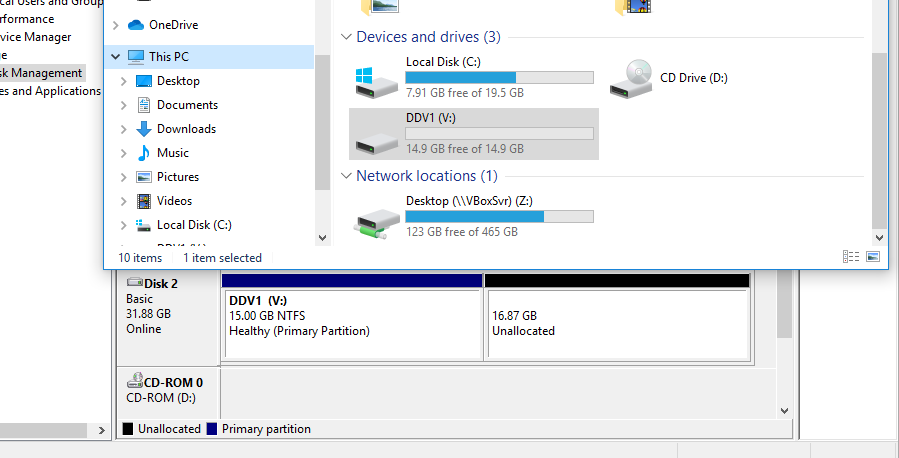 OneDrive
This PC
Desktop
Documents
Downloads
Music
Pictures
Videos
Local Disk (C:)
10 items 1 item selected
Devices and drives (3)
Local Disk (C:)
7.91 GB free of 19.5 GB
CD Drive (D:)
DDV1 (V:)
14.9 GB free of 14.9 GB
Network locations (1)
Desktop (\\VBoxSvr) (Z:)
123 GB free of 465 GB
cal Users and Group
erformance
vice Manager
ge
sk Management
es and Applications
Disk 2
Basic
31.88 GB
Online
DDV1 (V:)
15.00 GB NTFS
Healthy (Primary Partition)
16.87 GB
Unallocated
CD-ROM 0
CD-ROM (D:)
Unallocated Primary partition